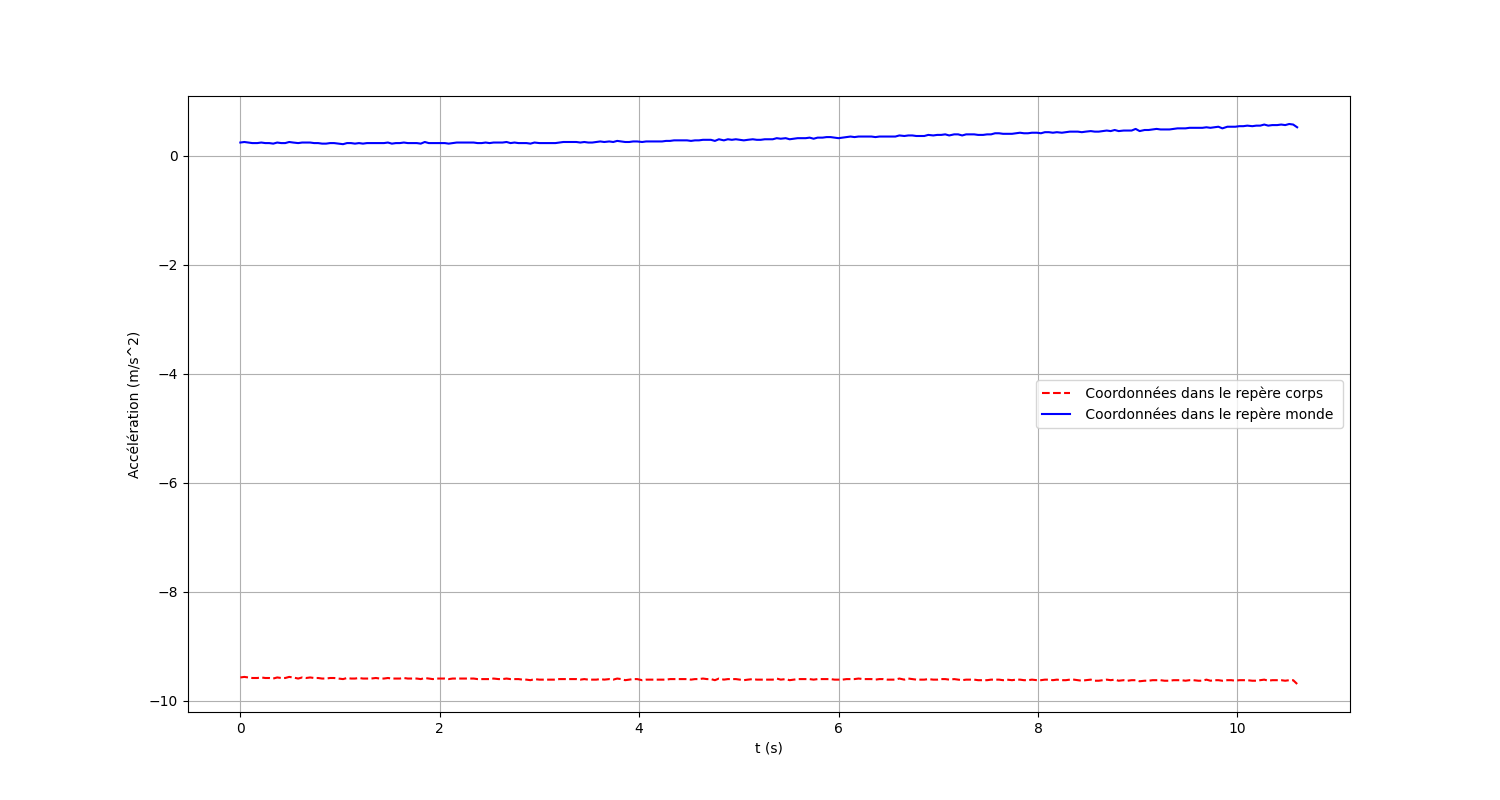 0
−2
−4
−6
−8
−10
Accélération (m/s^2)
Coordonnées dans le repère corps
Coordonnées dans le repère monde
0 2 4 6 8 10
t (s)